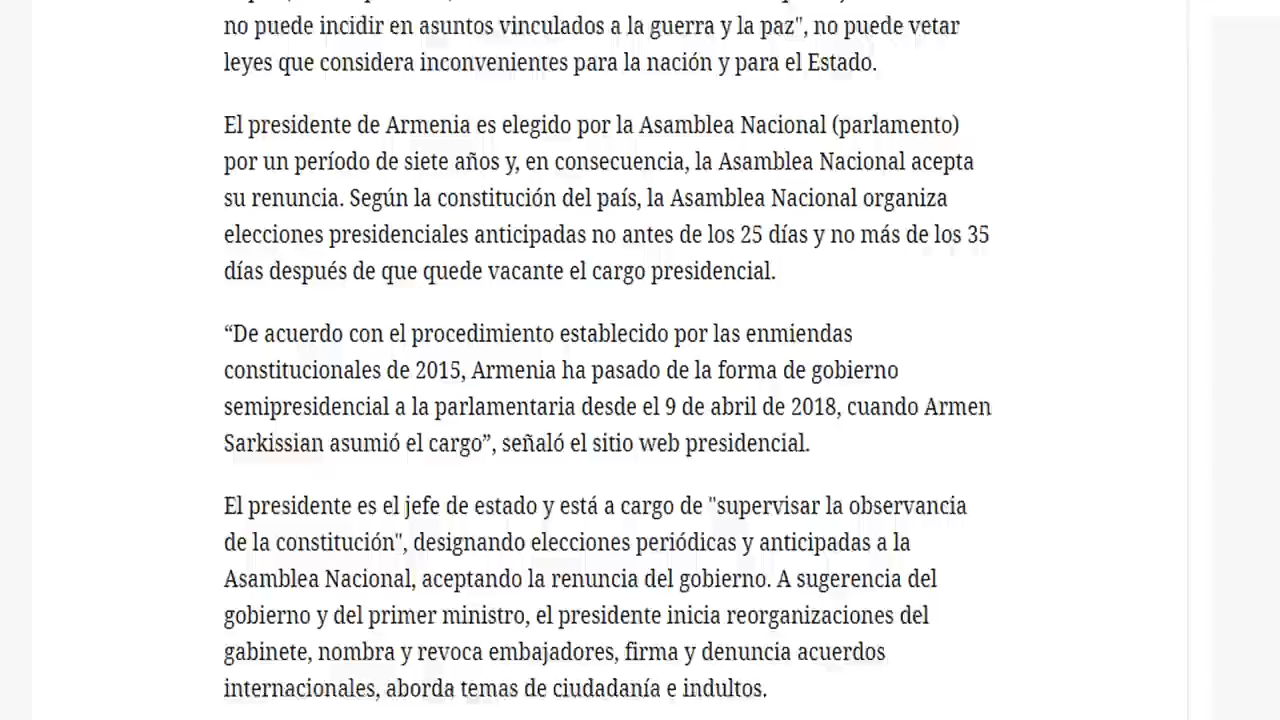 no puede incidir en asuntos vinculados a la guerra y la paz", no puede vetar
leyes que considera inconvenientes para la nación y para el Estado.
El presidente de Armenia es elegido por la Asamblea Nacional (parlamento)
por un período de siete años y, en consecuencia, la Asamblea Nacional acepta
su renuncia. Según la constitución del país, la Asamblea Nacional organiza
elecciones presidenciales anticipadas no antes de los 25 días y no más de los 35
días después de que quede vacante el cargo presidencial.
“De acuerdo con el procedimiento establecido por las enmiendas
constitucionales de 2015, Armenia ha pasado de la forma de gobierno
semipresidencial a la parlamentaria desde el 9 de abril de 2018, cuando Armen
Sarkissian asumió el cargo”, señaló el sitio web presidencial.
El presidente es el jefe de estado y está a cargo de "supervisar la observancia
de la constitución", designando elecciones periódicas y anticipadas a la
Asamblea Nacional, aceptando la renuncia del gobierno. A sugerencia del
gobierno y del primer ministro, el presidente inicia reorganizaciones del
gabinete, nombra y revoca embajadores, firma y denuncia acuerdos
internacionales, aborda temas de ciudadanía e indultos.